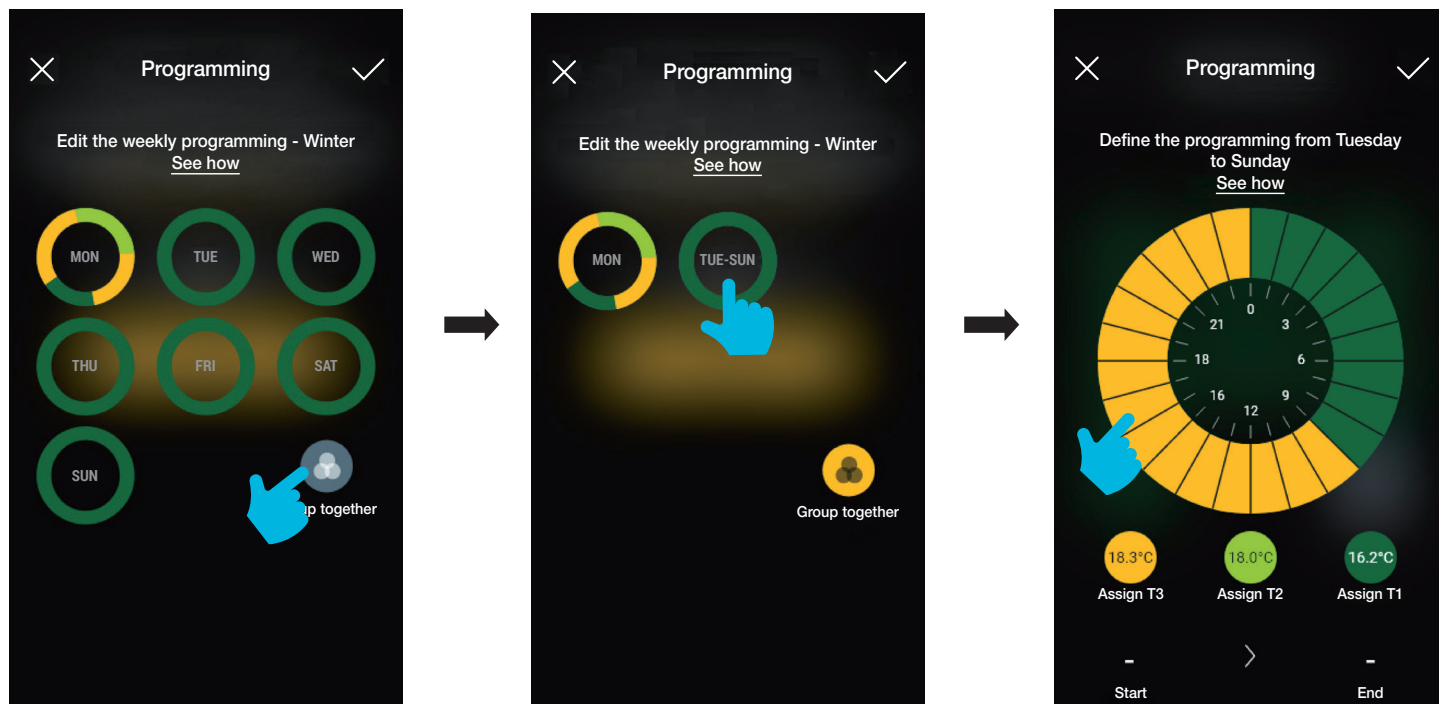 Programming
Edit the weekly programming - Winter
See how
MON
TUE
WED
THU
FRI
SAT
SUN
up together
Programming
Edit the weekly programming - Winter
See how
MON
TUE-SUN
Group together
Programming
Define the programming from Tuesday
to Sunday
See how
0
3
6
9
12
16
18
21
18.3°C
18.0°C
16.2°C
Assign T3
Assign T2
Assign T1
-
-
Start
End